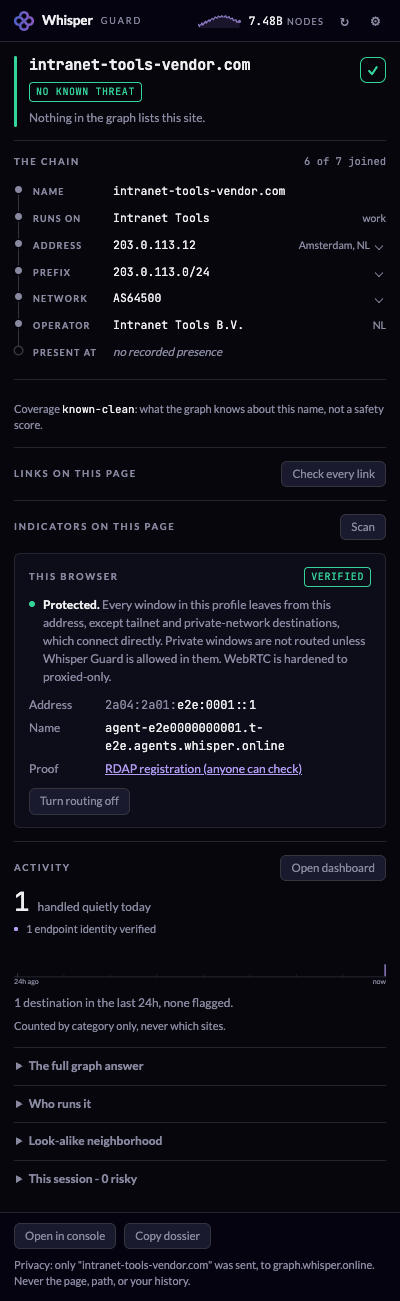 Whisper GUARD 7.48B NODES
intranet-tools-vendor.com
NO KNOWN THREAT
Nothing in the graph lists this site.
THE CHAIN 6 of 7 joined
NAME intranet-tools-vendor.com
RUNS ON Intranet Tools work
ADDRESS 203.0.113.12 Amsterdam, NL
PREFIX 203.0.113.0/24
NETWORK AS64500
OPERATOR Intranet Tools B.V. NL
PRESENT AT no recorded presence
Coverage known-clean: what the graph knows about this name, not a safety
score.
LINKS ON THIS PAGE Check every link
INDICATORS ON THIS PAGE Scan
THIS BROWSER VERIFIED
Protected. Every window in this profile leaves from this
address, except tailnet and private-network destinations,
which connect directly. Private windows are not routed unless
Whisper Guard is allowed in them. WebRTC is hardened to
proxied-only.
Address 2a04:2a01:e2e:0001::1
Name agent-e2e0000000001.t-
e2e.agents.whisper.online
Proof RDAP registration (anyone can check)
Turn routing off
ACTIVITY Open dashboard
1 handled quietly today
1 endpoint identity verified
24h ago now
1 destination in the last 24h, none flagged.
Counted by category only, never which sites.
The full graph answer
Who runs it
Look-alike neighborhood
This session - 0 risky
Open in console Copy dossier
Privacy: only "intranet-tools-vendor.com" was sent, to graph.whisper.online.
Never the page, path, or your history.